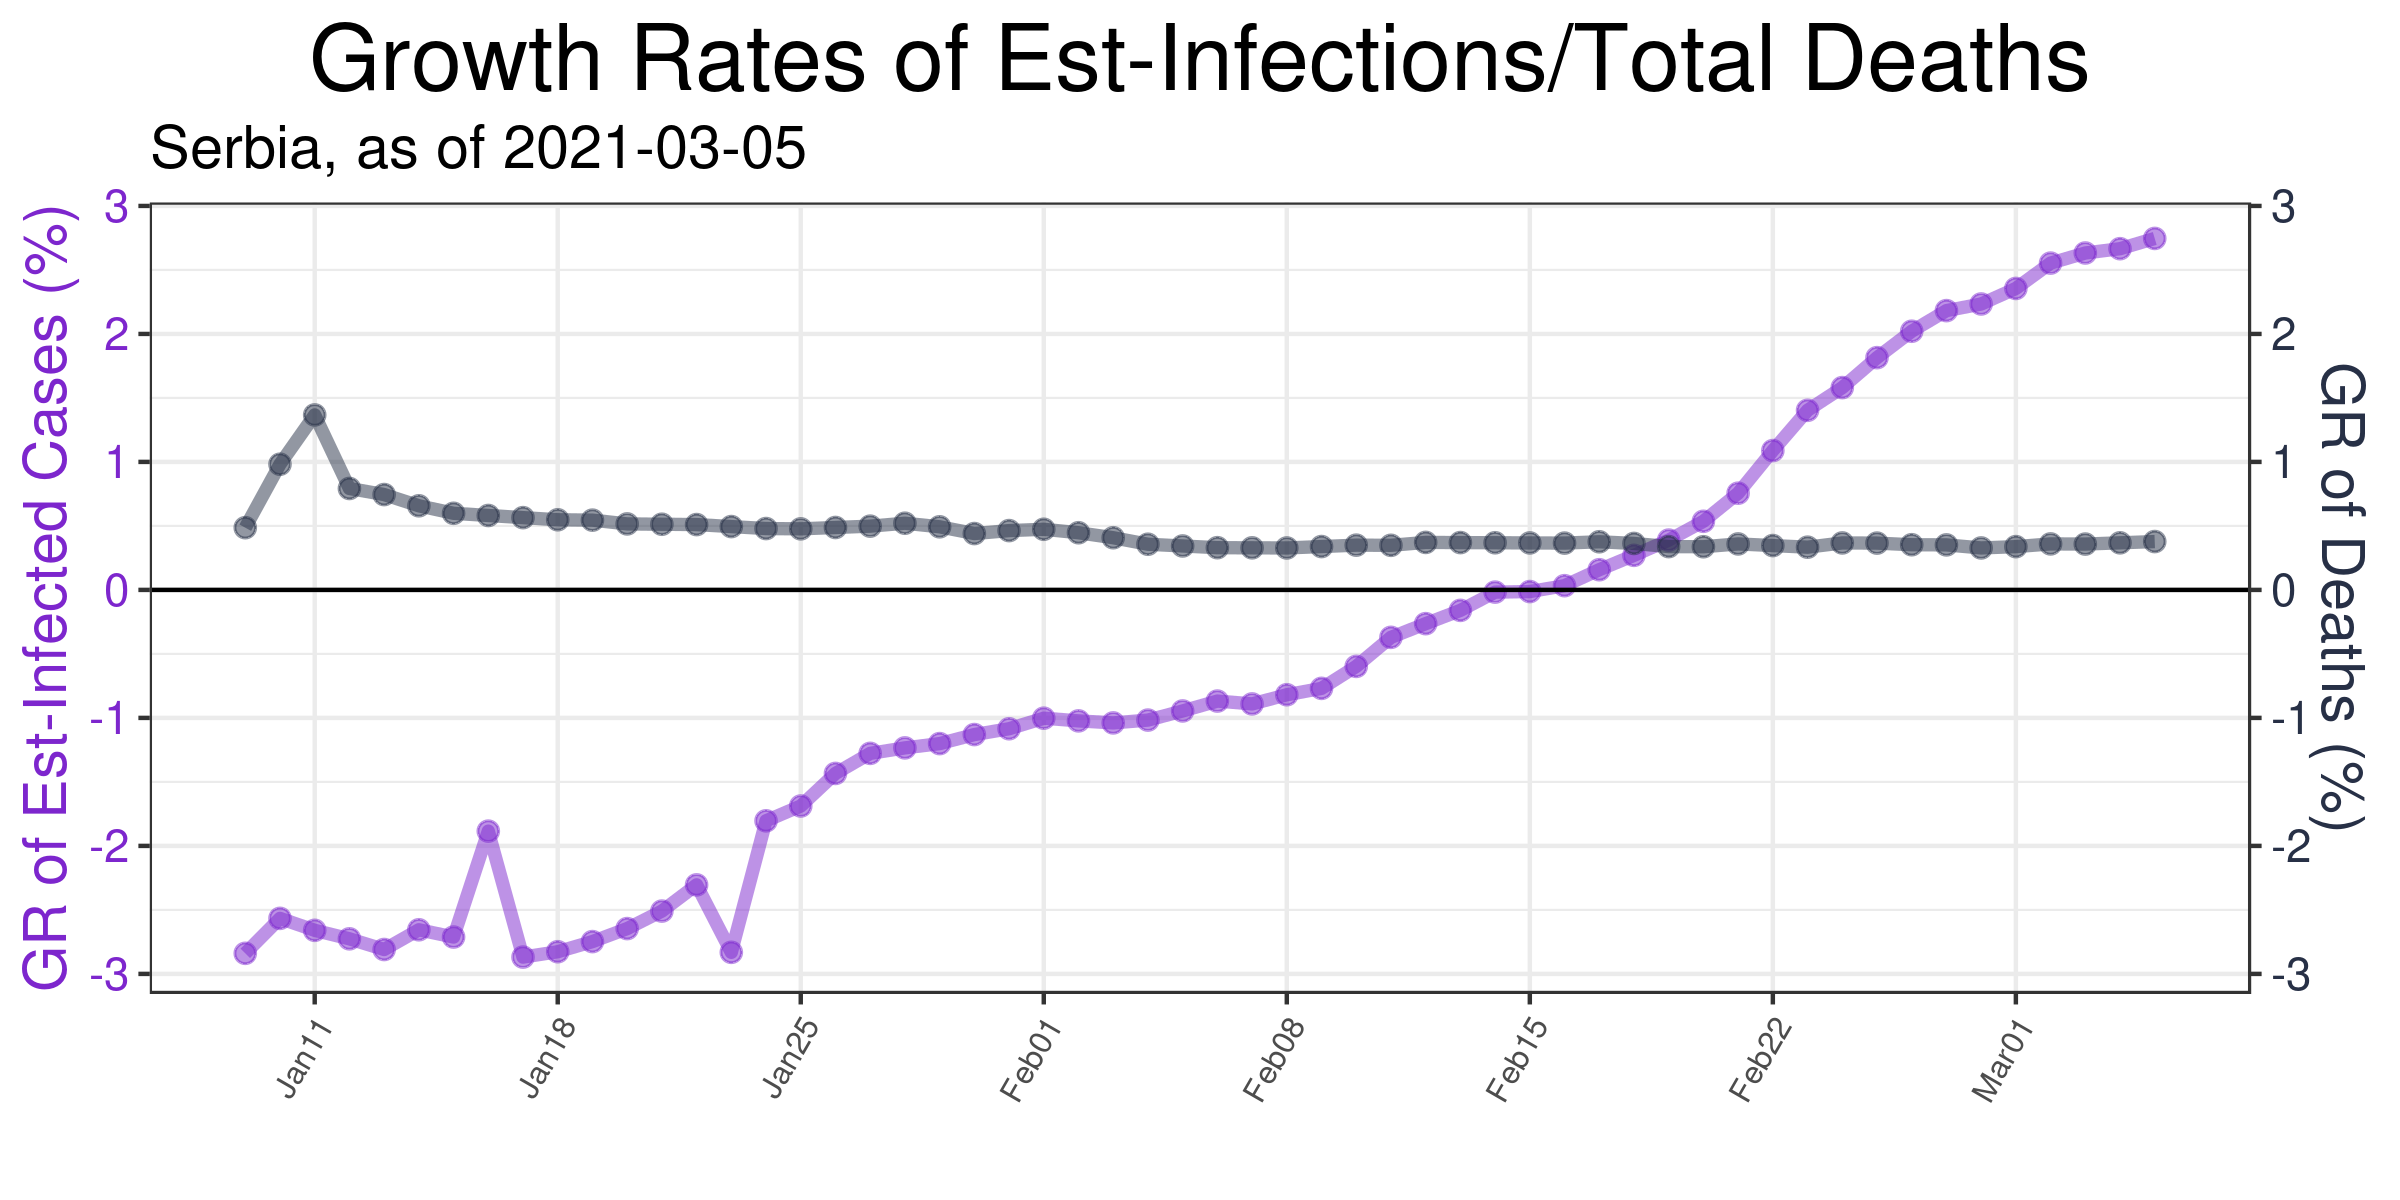 Growth Rates of Est-Infections/Total Deaths
Serbia, as of 2021-03-05
GR of Est-Infected Cases (%)
3
2
1
0
-1
-2
-3
3
2
1
0
-1
-2
-3
GR of Deaths (%)
Jan11
Jan18
Jan25
Feb01
Feb08
Feb15
Feb22
Mar01